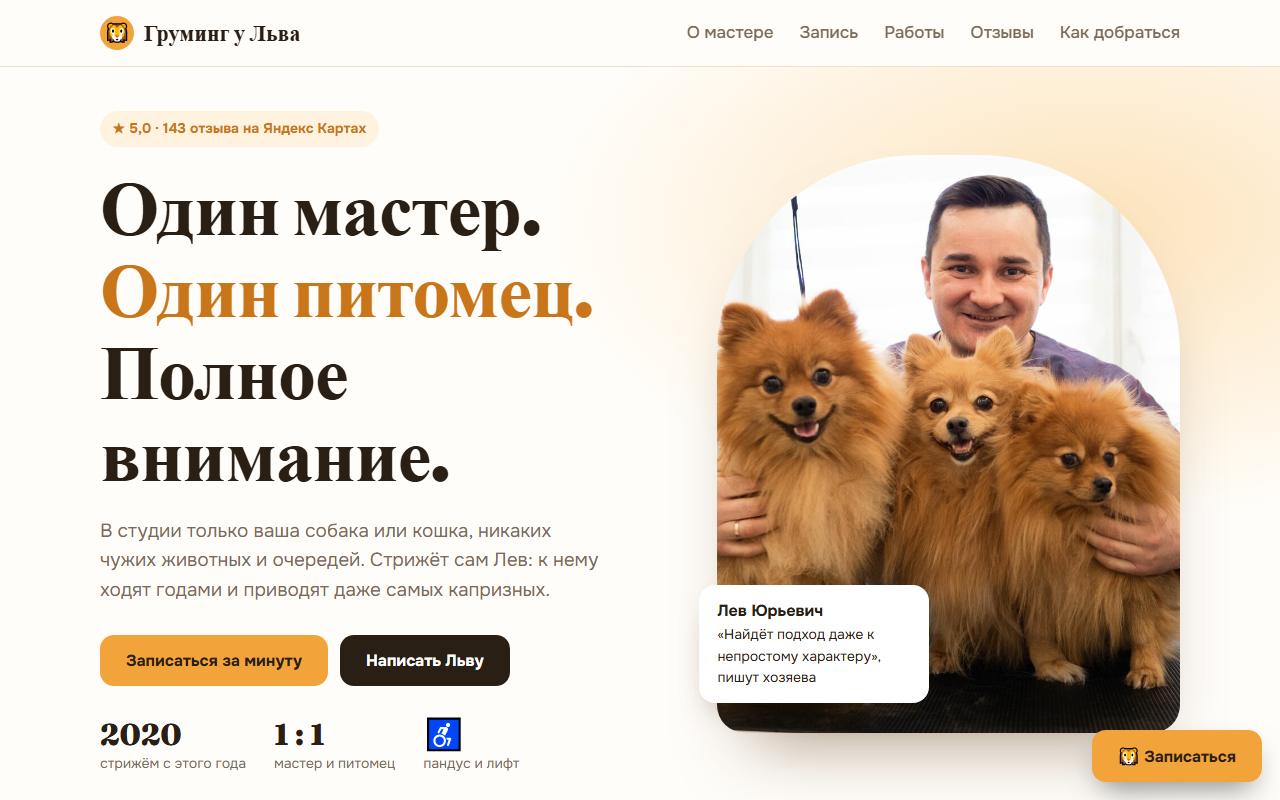 Груминг у Льва
О мастере
Запись
Работы
Отзывы
Как добраться
★ 5,0 · 143 отзыва на Яндекс Картах
Один мастер.
Один питомец.
Полное
внимание.
В студии только ваша собака или кошка, никаких
чужих животных и очередей. Стрижёт сам Лев: к нему
ходят годами и приводят даже самых капризных.
Записаться за минуту
Написать Льву
2020
стрижём с этого года
1:1
мастер и питомец
♿
пандус и лифт
Лев Юрьевич
«Найдёт подход даже к
непростому характеру»,
пишут хозяева
Записаться